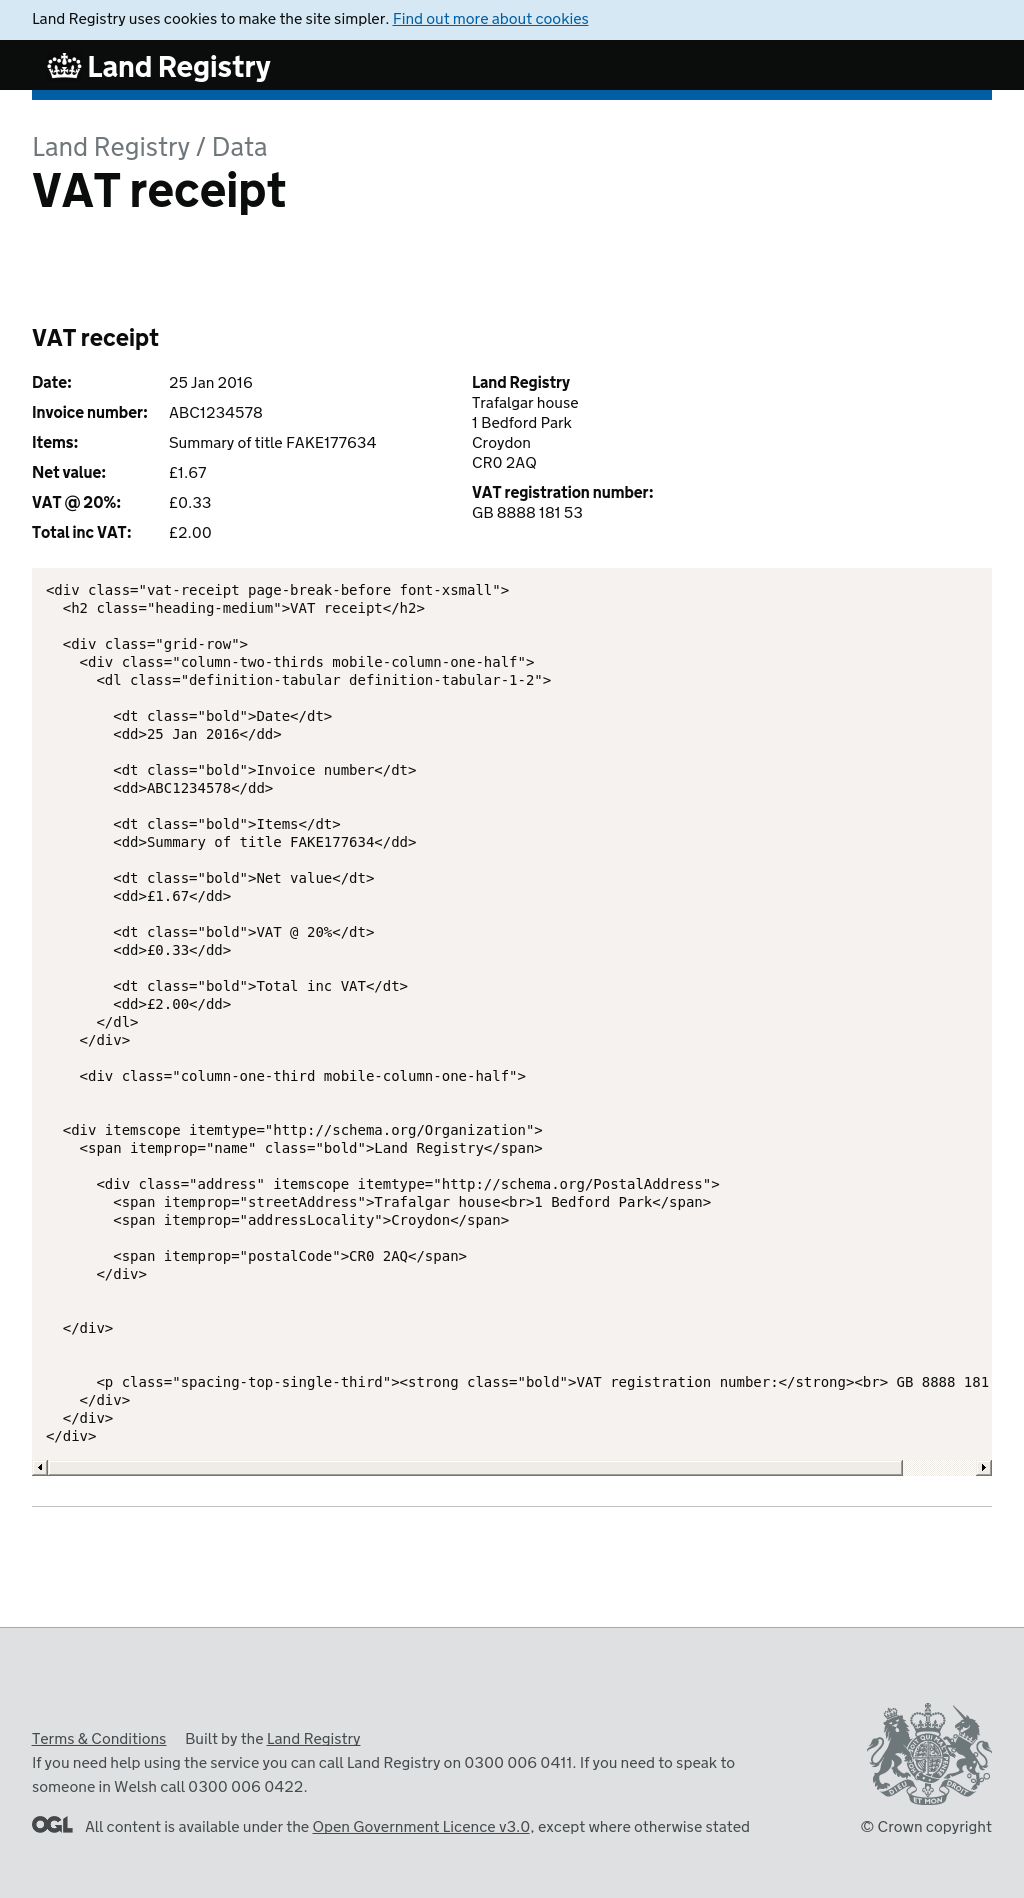 Land Registry uses cookies to make the site simpler. Find out more about cookies
Land Registry
Land Registry / Data
VAT receipt
VAT receipt
Date: 25 Jan 2016
Invoice number: ABC1234578
Items: Summary of title FAKE177634
Net value: £1.67
VAT @ 20%: £0.33
Total inc VAT: £2.00
Land Registry
Trafalgar house
1 Bedford Park
Croydon
CR0 2AQ
VAT registration number:
GB 8888 181 53
<div class="vat-receipt page-break-before font-xsmall">
  <h2 class="heading-medium">VAT receipt</h2>
  <div class="grid-row">
    <div class="column-two-thirds mobile-column-one-half">
      <dl class="definition-tabular definition-tabular-1-2">
        <dt class="bold">Date</dt>
        <dd>25 Jan 2016</dd>
        <dt class="bold">Invoice number</dt>
        <dd>ABC1234578</dd>
        <dt class="bold">Items</dt>
        <dd>Summary of title FAKE177634</dd>
        <dt class="bold">Net value</dt>
        <dd>£1.67</dd>
        <dt class="bold">VAT @ 20%</dt>
        <dd>£0.33</dd>
        <dt class="bold">Total inc VAT</dt>
        <dd>£2.00</dd>
      </dl>
    </div>
    <div class="column-one-third mobile-column-one-half">
  <div itemscope itemtype="http://schema.org/Organization">
    <span itemprop="name" class="bold">Land Registry</span>
      <div class="address" itemscope itemtype="http://schema.org/PostalAddress">
        <span itemprop="streetAddress">Trafalgar house<br>1 Bedford Park</span>
        <span itemprop="addressLocality">Croydon</span>
        <span itemprop="postalCode">CR0 2AQ</span>
      </div>
  </div>
      <p class="spacing-top-single-third"><strong class="bold">VAT registration number:</strong><br> GB 8888 181
    </div>
  </div>
</div>
Terms & Conditions Built by the Land Registry
If you need help using the service you can call Land Registry on 0300 006 0411. If you need to speak to
someone in Welsh call 0300 006 0422.
OGL All content is available under the Open Government Licence v3.0, except where otherwise stated
© Crown copyright